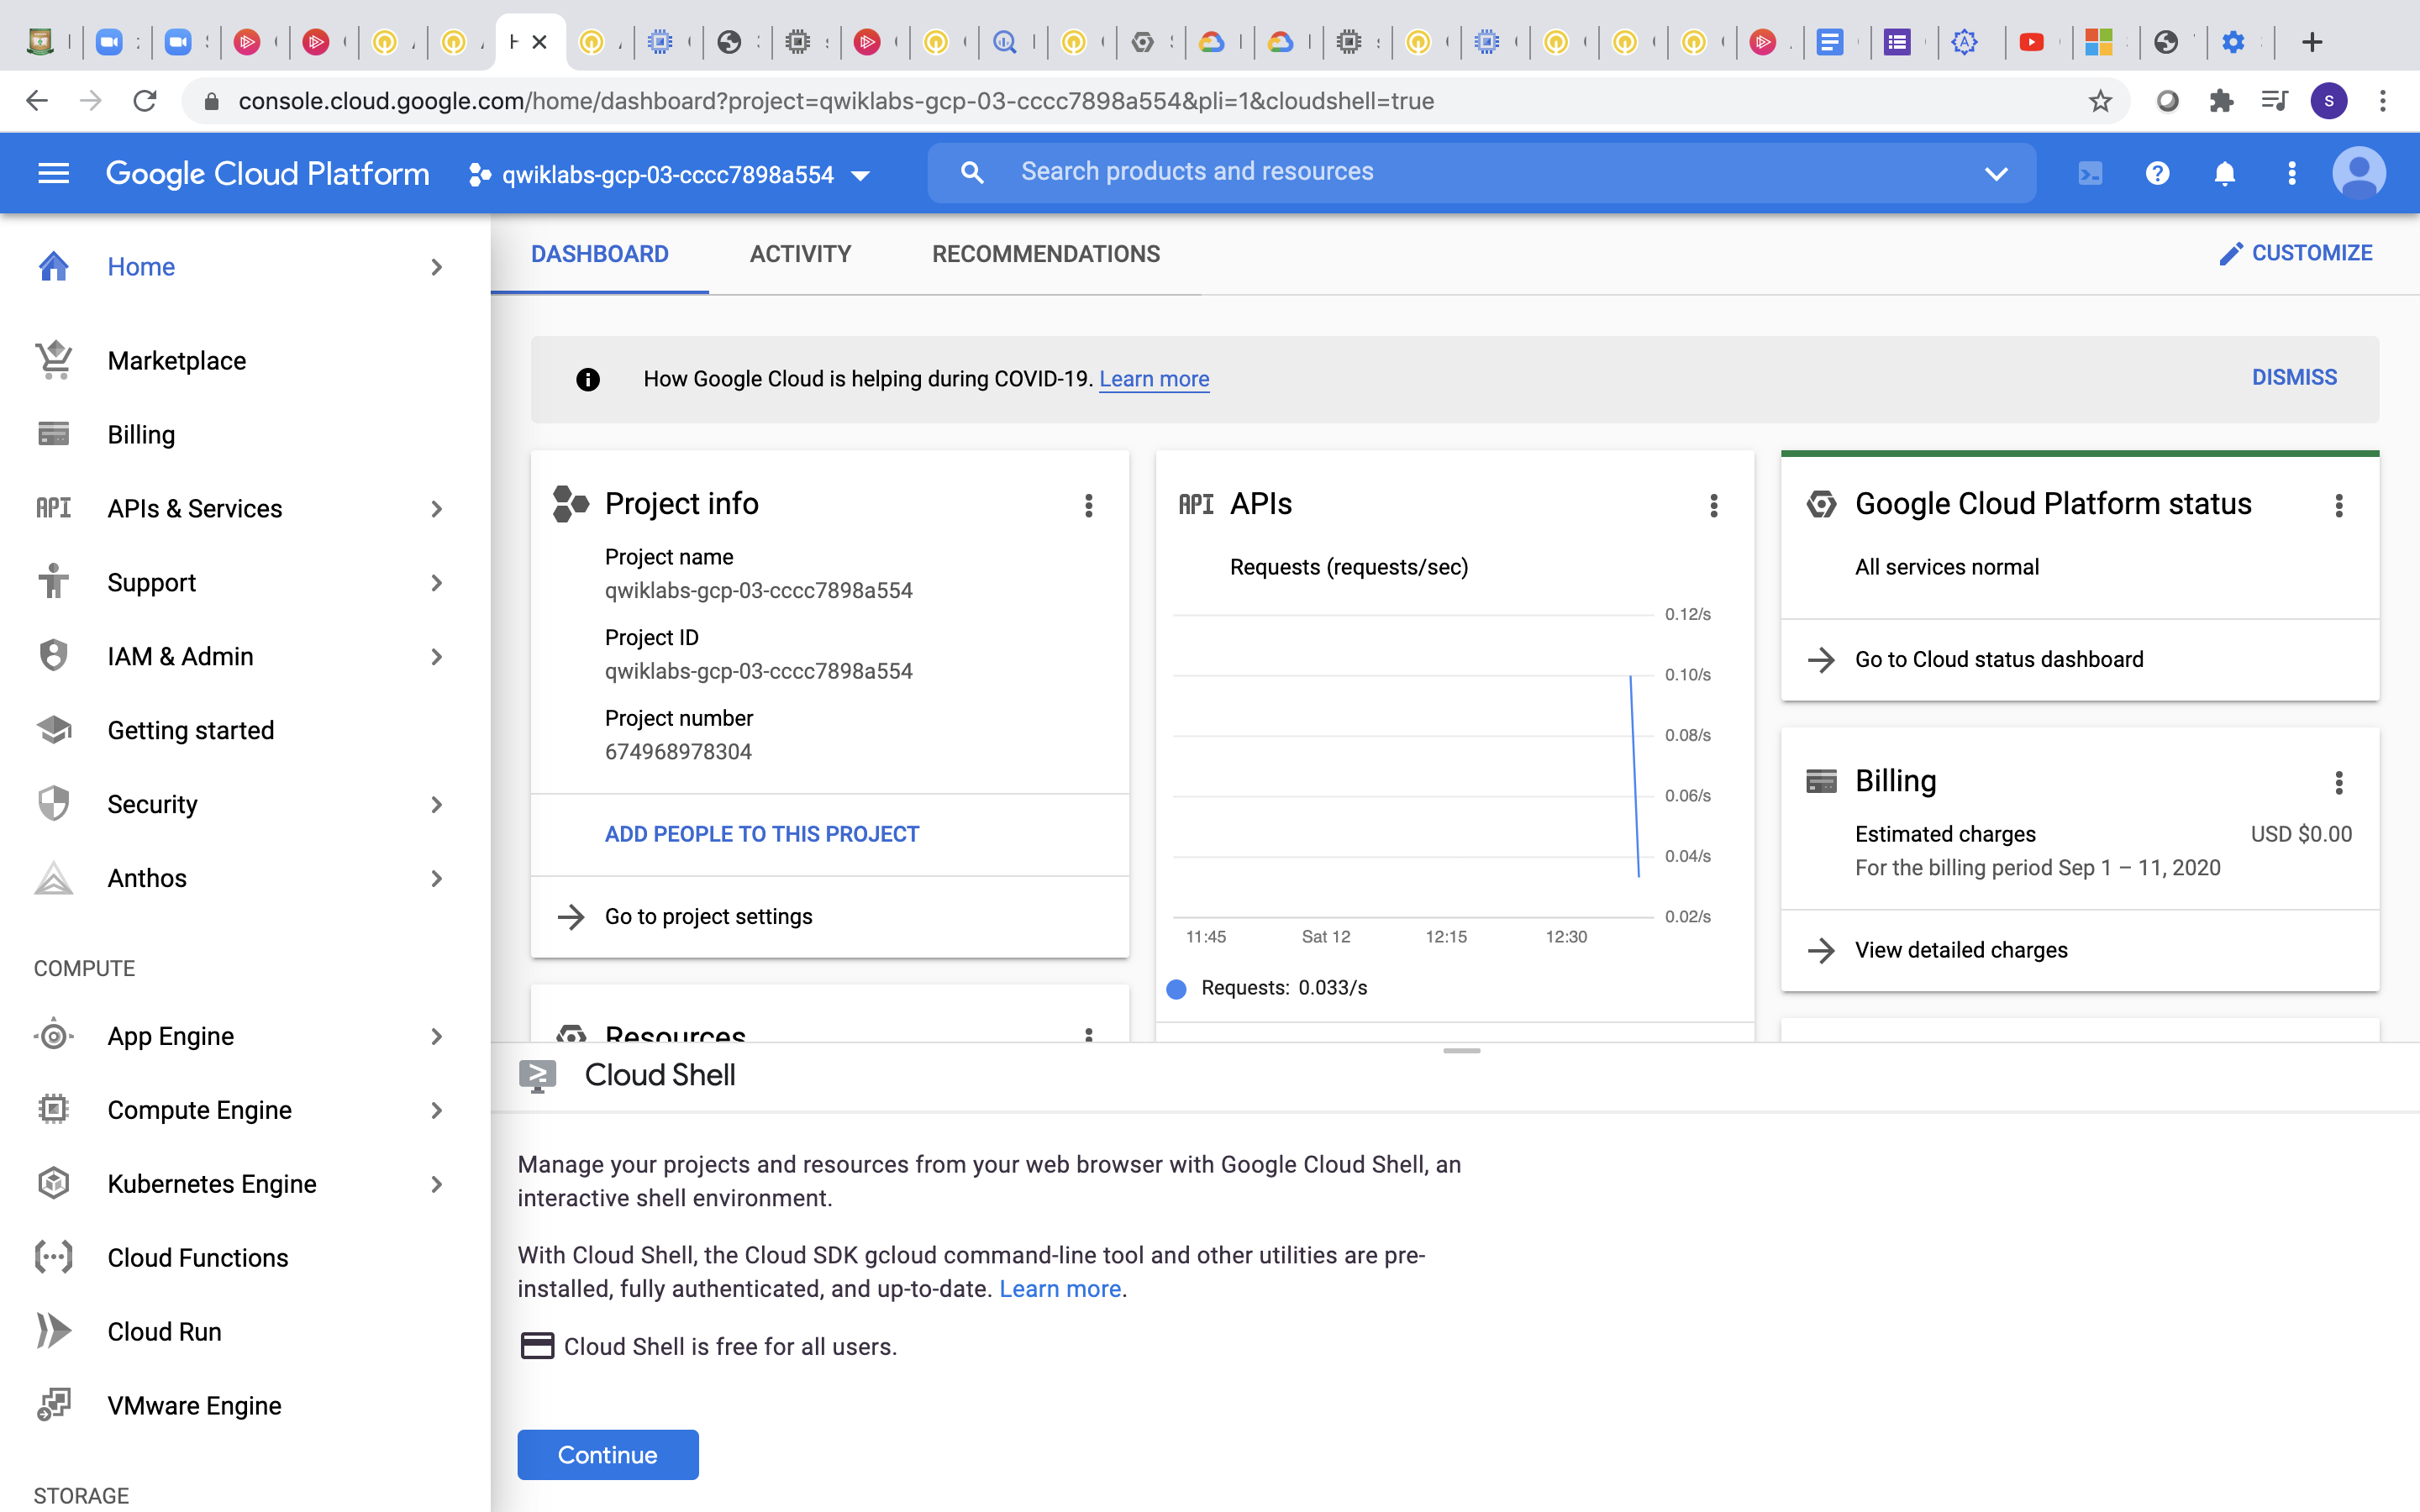 console.cloud.google.com/home/dashboard?project=qwiklabs-gcp-03-cccc7898a554&pli=1&cloudshell=true
S
Google Cloud Platform
qwiklabs-gcp-03-cccc7898a554
Search products and resources
Home
Marketplace
Billing
API APIs & Services
Support
IAM & Admin
Getting started
Security
Anthos
COMPUTE
App Engine
Compute Engine
Kubernetes Engine
Cloud Functions
Cloud Run
VMware Engine
STORAGE
DASHBOARD
ACTIVITY
RECOMMENDATIONS
CUSTOMIZE
How Google Cloud is helping during COVID-19. Learn more
DISMISS
Project info
Project name
qwiklabs-gcp-03-cccc7898a554
Project ID
qwiklabs-gcp-03-cccc7898a554
Project number
674968978304
ADD PEOPLE TO THIS PROJECT
Go to project settings
Resources
API APIs
Requests (requests/sec)
0.12/s
0.10/s
0.08/s
0.06/s
0.04/s
0.02/s
11:45
Sat 12
12:15
12:30
Requests: 0.033/s
Google Cloud Platform status
All services normal
Go to Cloud status dashboard
Billing
Estimated charges
USD $0.00
For the billing period Sep 1 – 11, 2020
View detailed charges
Cloud Shell
Manage your projects and resources from your web browser with Google Cloud Shell, an
interactive shell environment.
With Cloud Shell, the Cloud SDK gcloud command-line tool and other utilities are pre-
installed, fully authenticated, and up-to-date. Learn more.
Cloud Shell is free for all users.
Continue